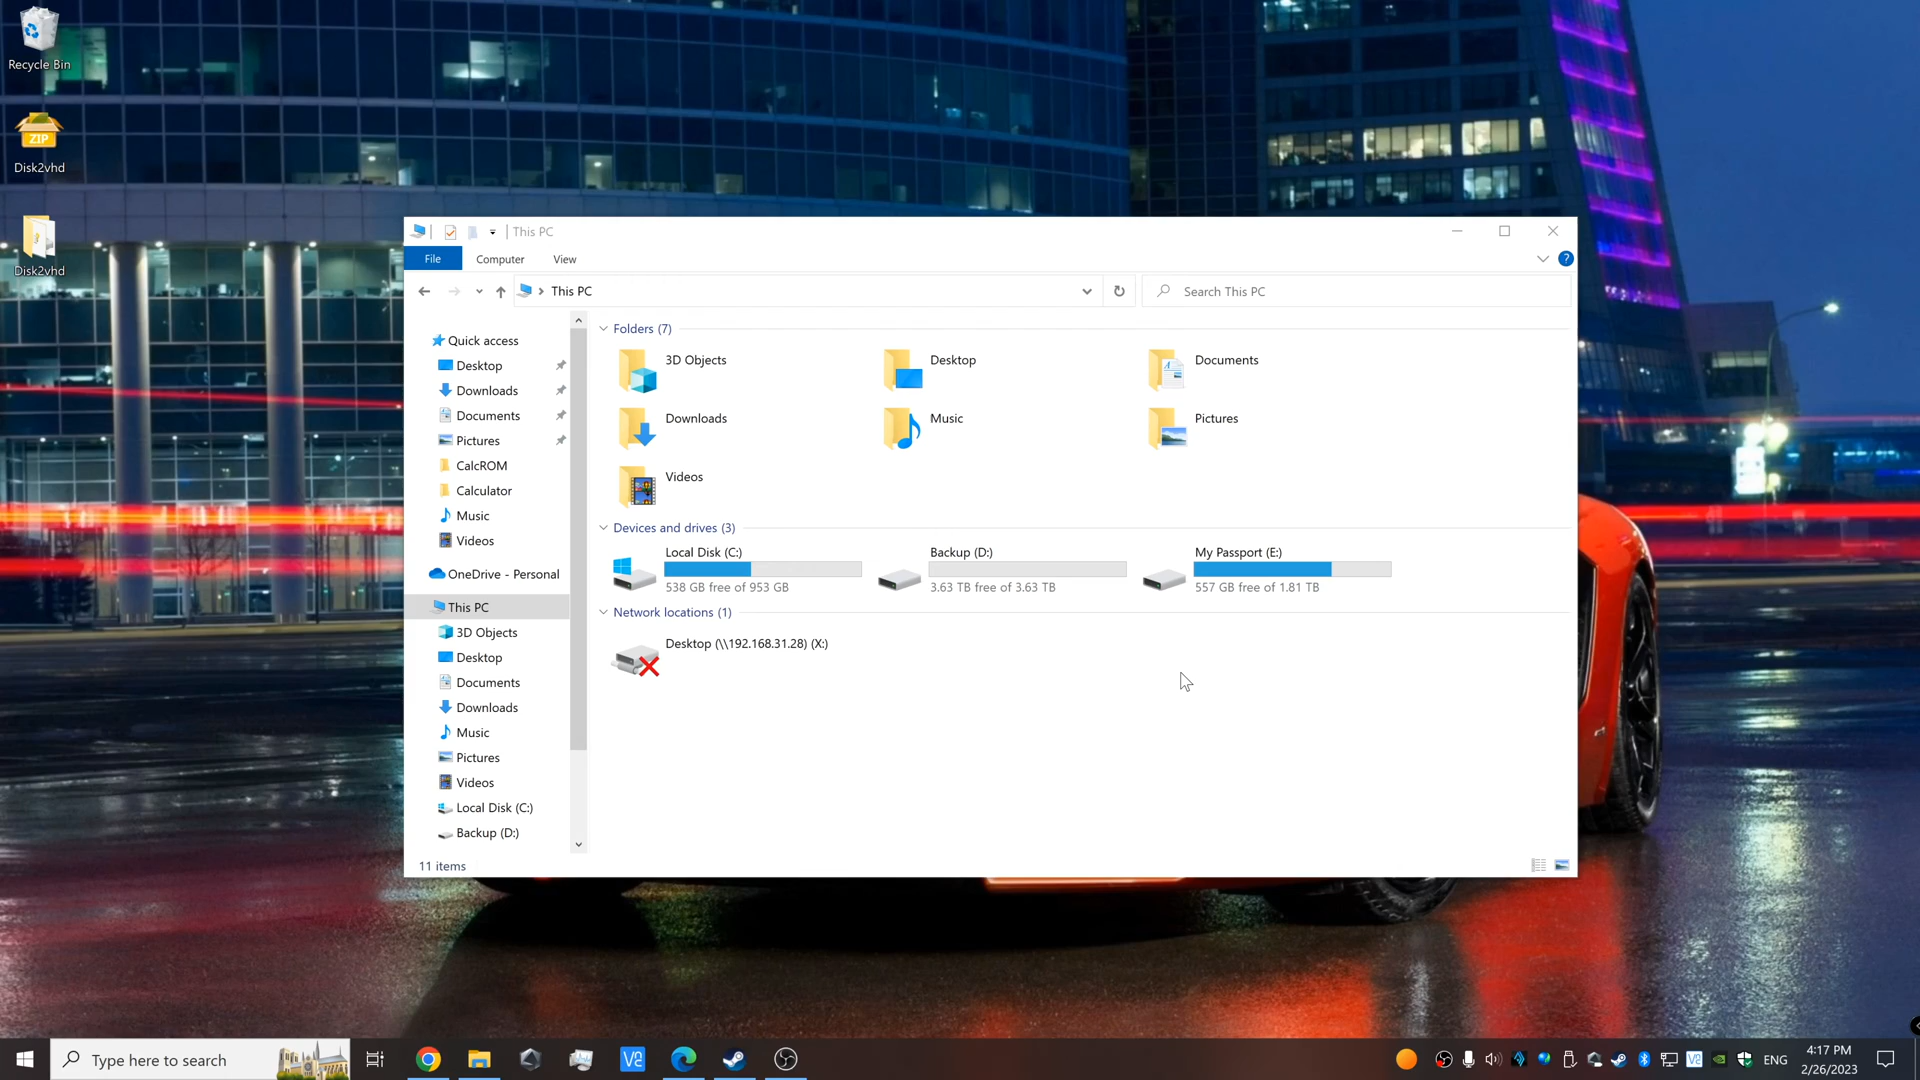 Recycle Bin
ZIP
Disk2vhd
Disk2vhd
This PC
File
Computer
View
?
This PC
Search This PC
Quick access
Desktop
Downloads
Documents
Pictures
CalcROM
Calculator
Music
Videos
OneDrive - Personal
This PC
3D Objects
Desktop
Documents
Downloads
Music
Pictures
Videos
Local Disk (C:)
Backup (D:)
Folders (7)
3D Objects
Desktop
Documents
Downloads
Music
Pictures
Videos
Devices and drives (3)
Local Disk (C:)
538 GB free of 953 GB
Backup (D:)
3.63 TB free of 3.63 TB
My Passport (E:)
557 GB free of 1.81 TB
Network locations (1)
Desktop (\\192.168.31.28) (X:)
11 items
Type here to search
ENG
4:17 PM
2/26/2023